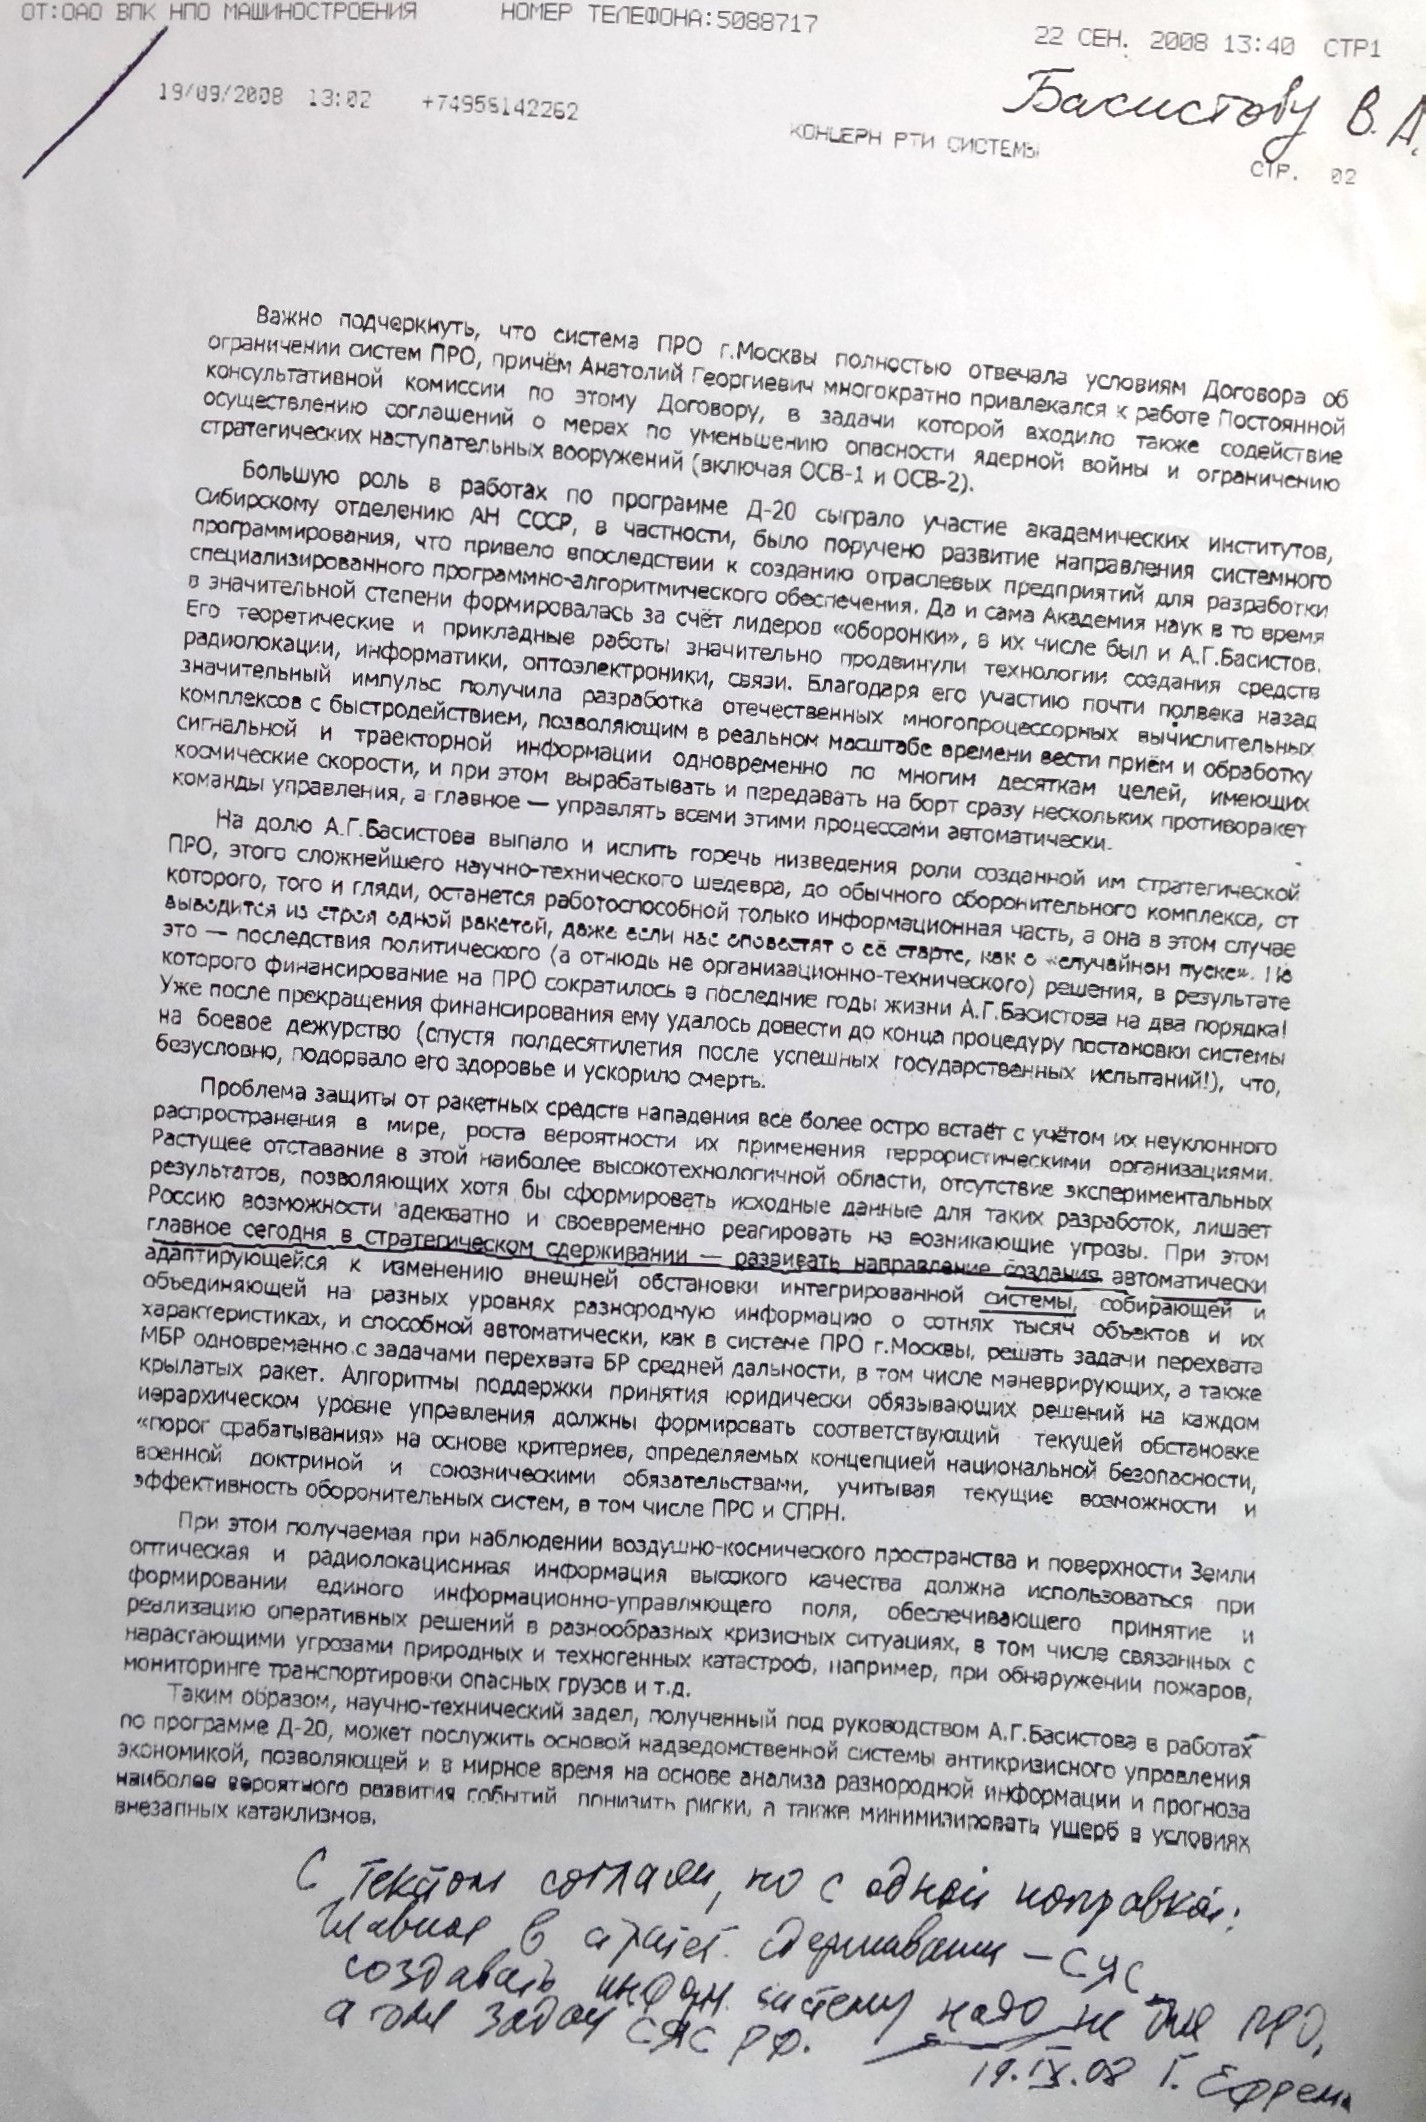 ОТ:ОАО ВПК НПО МАШИНОСТРОЕНИЯ НОМЕР ТЕЛЕФОНА:5088717 22 СЕН. 2008 13:40 СТР1
19/09/2008 13:02 +74956142262 КОНЦЕРН РТИ СИСТЕМЫ СТР. 02
Басистову В. А.
Важно подчеркнуть, что система ПРО г.Москвы полностью отвечала условиям Договора об
ограничении систем ПРО, причём Анатолий Георгиевич многократно привлекался к работе Постоянной
консультативной комиссии по этому Договору, в задачи которой входило также содействие
осуществлению соглашений о мерах по уменьшению опасности ядерной войны и ограничению
стратегических наступательных вооружений (включая ОСВ-1 и ОСВ-2).
Большую роль в работах по программе Д-20 сыграло участие академических институтов,
Сибирскому отделению АН СССР, в частности, было поручено развитие направления системного
программирования, что привело впоследствии к созданию отраслевых предприятий для разработки
специализированного программно-алгоритмического обеспечения. Да и сама Академия наук в то время
в значительной степени формировалась за счёт лидеров «оборонки», в их числе был и А.Г.Басистов.
Его теоретические и прикладные работы значительно продвинули технологии создания средств
радиолокации, информатики, оптоэлектроники, связи. Благодаря его участию почти полвека назад
значительный импульс получила разработка отечественных многопроцессорных вычислительных
комплексов с быстродействием, позволяющим в реальном масштабе времени вести приём и обработку
сигнальной и траекторной информации одновременно по многим десяткам целей, имеющих
космические скорости, и при этом вырабатывать и передавать на борт сразу нескольких противоракет
команды управления, а главное — управлять всеми этими процессами автоматически.
На долю А.Г.Басистова выпало и испить горечь низведения роли созданной им стратегической
ПРО, этого сложнейшего научно-технического шедевра, до обычного оборонительного комплекса, от
которого, того и гляди, останется работоспособной только информационная часть, а она в этом случае
выводится из строя одной ракетой, даже если нас оповестят о её старте, как о «случайном пуске». Но
это — последствия политического (а отнюдь не организационно-технического) решения, в результате
которого финансирование на ПРО сократилось в последние годы жизни А.Г.Басистова на два порядка!
Уже после прекращения финансирования ему удалось довести до конца процедуру постановки системы
на боевое дежурство (спустя полдесятилетия после успешных государственных испытаний!), что,
безусловно, подорвало его здоровье и ускорило смерть.
Проблема защиты от ракетных средств нападения все более остро встаёт с учётом их неуклонного
распространения в мире, роста вероятности их применения террористическими организациями.
Растущее отставание в этой наиболее высокотехнологичной области, отсутствие экспериментальных
результатов, позволяющих хотя бы сформировать исходные данные для таких разработок, лишает
Россию возможности адекватно и своевременно реагировать на возникающие угрозы. При этом
главное сегодня в стратегическом сдерживании — развивать направление создания автоматически
адаптирующейся к изменению внешней обстановки интегрированной системы, собирающей и
объединяющей на разных уровнях разнородную информацию о сотнях тысяч объектов и их
характеристиках, и способной автоматически, как в системе ПРО г.Москвы, решать задачи перехвата
МБР одновременно с задачами перехвата БР средней дальности, в том числе маневрирующих, а также
крылатых ракет. Алгоритмы поддержки принятия юридически обязывающих решений на каждом
иерархическом уровне управления должны формировать соответствующий текущей обстановке
«порог срабатывания» на основе критериев, определяемых концепцией национальной безопасности,
военной доктриной и союзническими обязательствами, учитывая текущие возможности и
эффективность оборонительных систем, в том числе ПРО и СПРН.
При этом получаемая при наблюдении воздушно-космического пространства и поверхности Земли
оптическая и радиолокационная информация высокого качества должна использоваться при
формировании единого информационно-управляющего поля, обеспечивающего принятие и
реализацию оперативных решений в разнообразных кризисных ситуациях, в том числе связанных с
нарастающими угрозами природных и техногенных катастроф, например, при обнаружении пожаров,
мониторинге транспортировки опасных грузов и т.д.
Таким образом, научно-технический задел, полученный под руководством А.Г.Басистова в работах
по программе Д-20, может послужить основой надведомственной системы антикризисного управления
экономикой, позволяющей и в мирное время на основе анализа разнородной информации и прогноза
наиболее вероятного развития событий понизить риски, а также минимизировать ущерб в условиях
внезапных катаклизмов.
С текстом согласен, но с одной поправкой:
Главное в страт. сдерживании – СЯС
создавать информ. систему надо не для ПРО,
а для задач СЯС РФ.
19.IX.08 Г. Ефремов